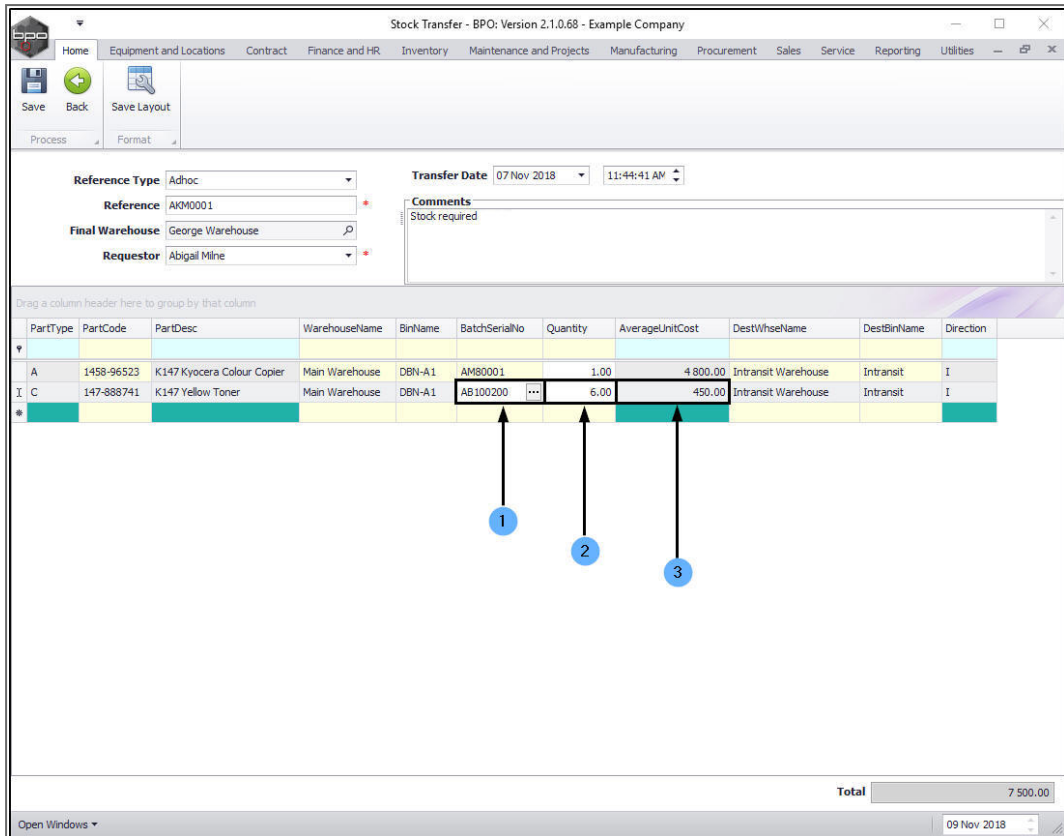 Stock Transfer - BPO: Version 2.1.0.68 - Example Company
bpo
Home Equipment and Locations Contract Finance and HR Inventory Maintenance and Projects Manufacturing Procurement Sales Service Reporting Utilities
Save Back Save Layout
Process Format
Reference Type Adhoc Transfer Date 07 Nov 2018 11:44:41 AM
Reference AKM0001 * Comments
Stock required
Final Warehouse George Warehouse
Requestor Abigail Milne *
Drag a column header here to group by that column
PartType PartCode PartDesc WarehouseName BinName BatchSerialNo Quantity AverageUnitCost DestWhseName DestBinName Direction
A 1458-96523 K147 Kyocera Colour Copier Main Warehouse DBN-A1 AM80001 1.00 4 800.00 Intransit Warehouse Intransit I
C 147-888741 K147 Yellow Toner Main Warehouse DBN-A1 AB100200 ... 6.00 450.00 Intransit Warehouse Intransit I
1
2
3
Total 7 500.00
Open Windows 09 Nov 2018